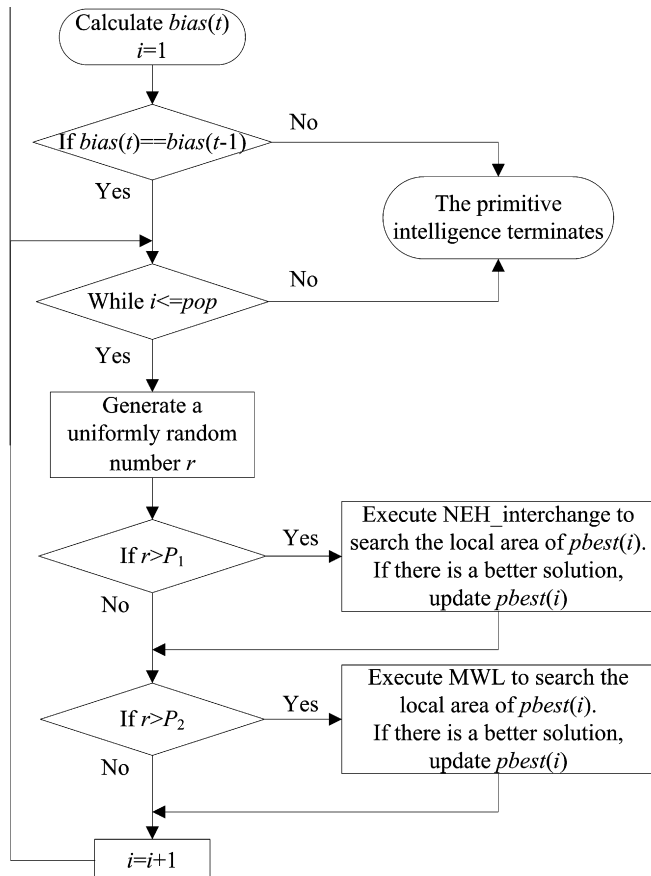 Calculate bias(t)
i=1
If bias(t)==bias(t-1)
No
Yes
The primitive
intelligence terminates
While i<=pop
No
Yes
Generate a
uniformly random
number r
If r>P1
Yes
No
Execute NEH_interchange to
search the local area of pbest(i).
If there is a better solution,
update pbest(i)
If r>P2
Yes
No
Execute MWL to search the
local area of pbest(i).
If there is a better solution,
update pbest(i)
i=i+1